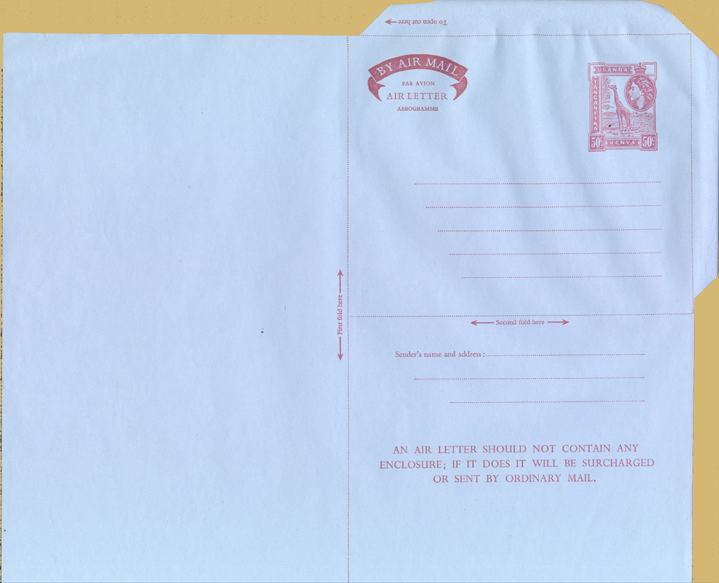 To open cut here
BY AIR MAIL
PAR AVION
AIR LETTER
AEROGRAMME
UGANDA
TANGANYIKA
50c KENYA 50c
First fold here
Second fold here
Sender's name and address :
AN AIR LETTER SHOULD NOT CONTAIN ANY
ENCLOSURE; IF IT DOES IT WILL BE SURCHARGED
OR SENT BY ORDINARY MAIL.